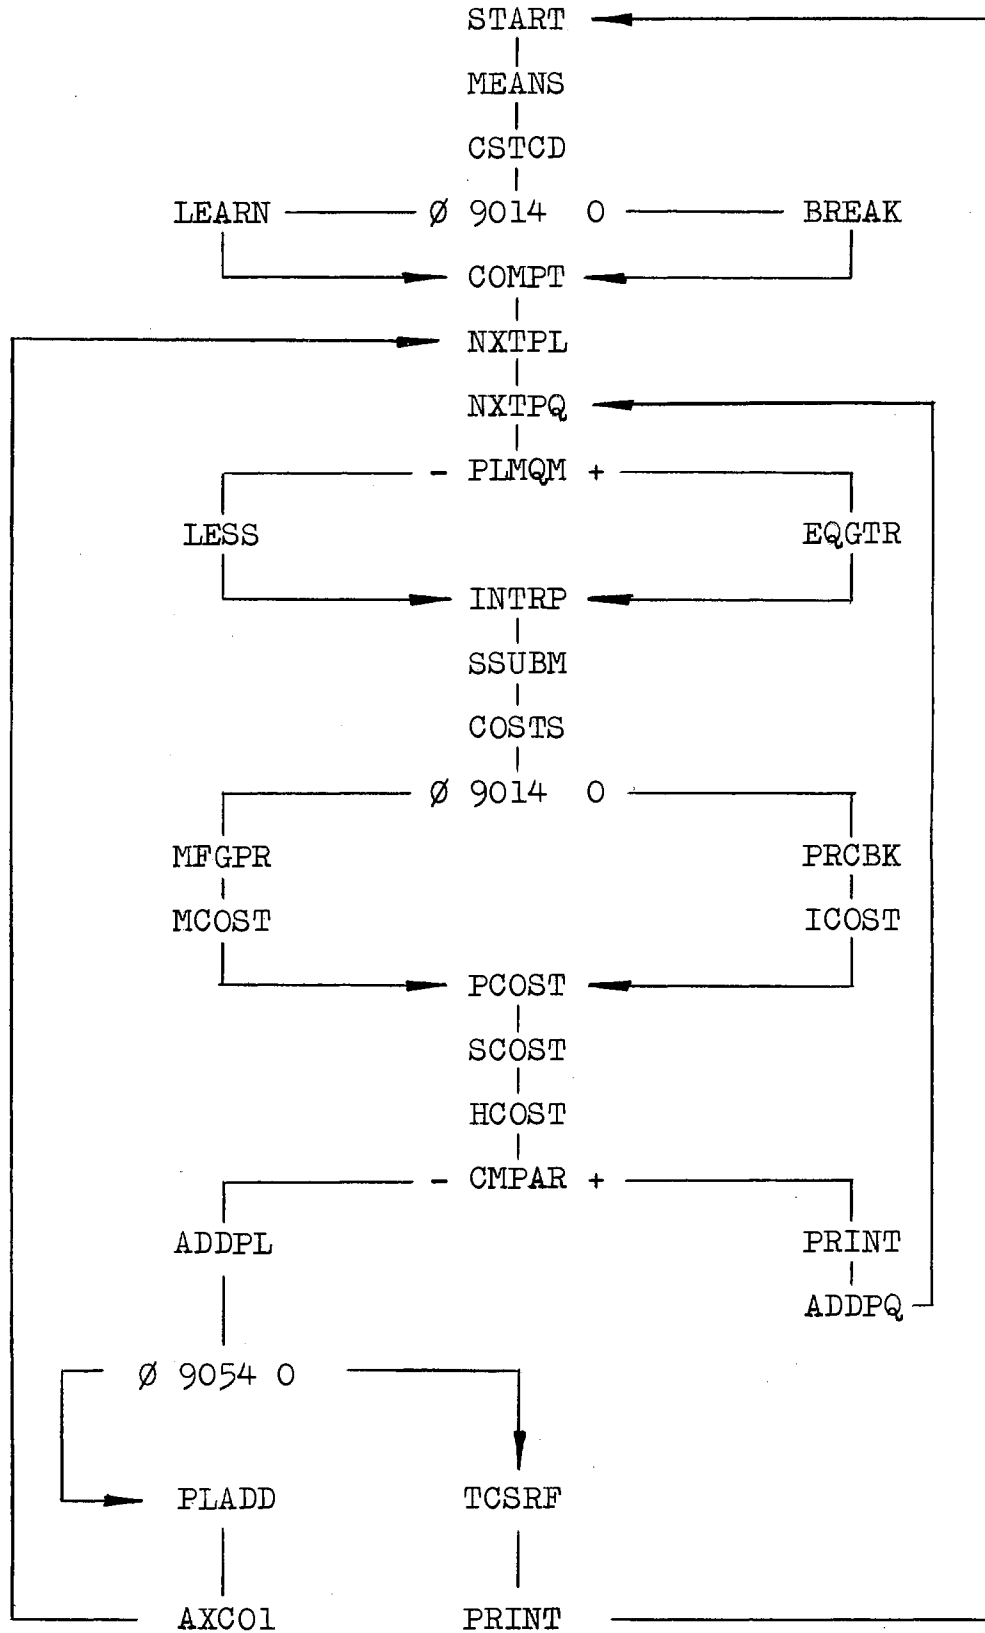 START
MEANS
CSTCD
LEARN Ø 9014 0 BREAK
COMPT
NXTPL
NXTPQ
- PLMQM +
LESS EQGTR
INTRP
SSUBM
COSTS
Ø 9014 0
MFGPR PRCBK
MCOST ICOST
PCOST
SCOST
HCOST
- CMPAR +
ADDPL PRINT
ADDPQ
Ø 9054 0
PLADD TCSRF
AXC01 PRINT